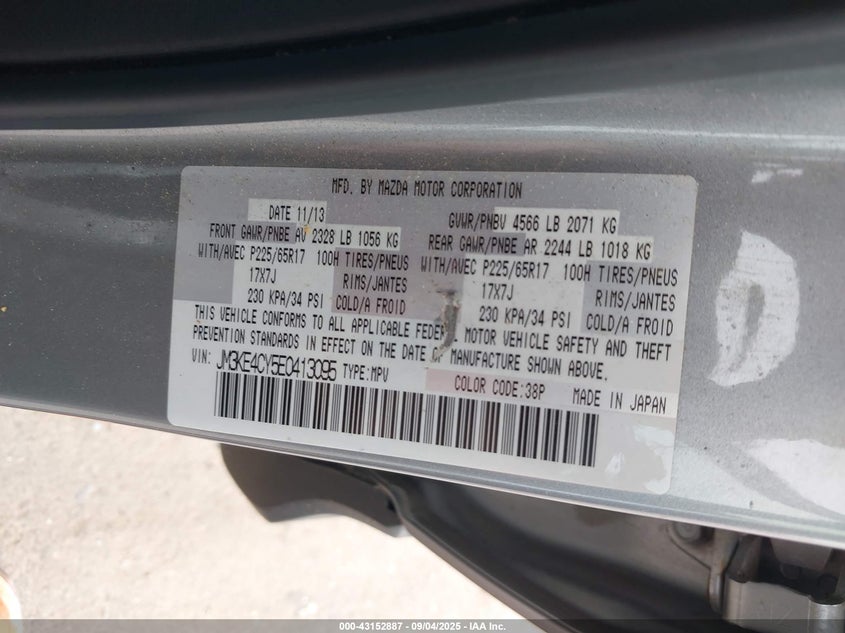 MFD. BY MAZDA MOTOR CORPORATION
DATE 11/13 GVWR/PNBV 4566 LB 2071 KG
FRONT GAWR/PNBE AV 2328 LB 1056 KG REAR GAWR/PNBE AR 2244 LB 1018 KG
WITH/AVEC P225/65R17 100H TIRES/PNEUS WITH/AVEC P225/65R17 100H TIRES/PNEUS
17X7J RIMS/JANTES 17X7J RIMS/JANTES
230 KPA/34 PSI COLD/A FROID 230 KPA/34 PSI COLD/A FROID
THIS VEHICLE CONFORMS TO ALL APPLICABLE MOTOR VEHICLE SAFETY AND THEFT
PREVENTION STANDARDS IN EFFECT ON THE DATE MANUFACTURE SHOWN ABOVE.
VIN: JM3KE4CY5E0413095 TYPE:MPV
COLOR CODE:38P MADE IN JAPAN
000-43152887 - 09/04/2025 - IAA Inc.